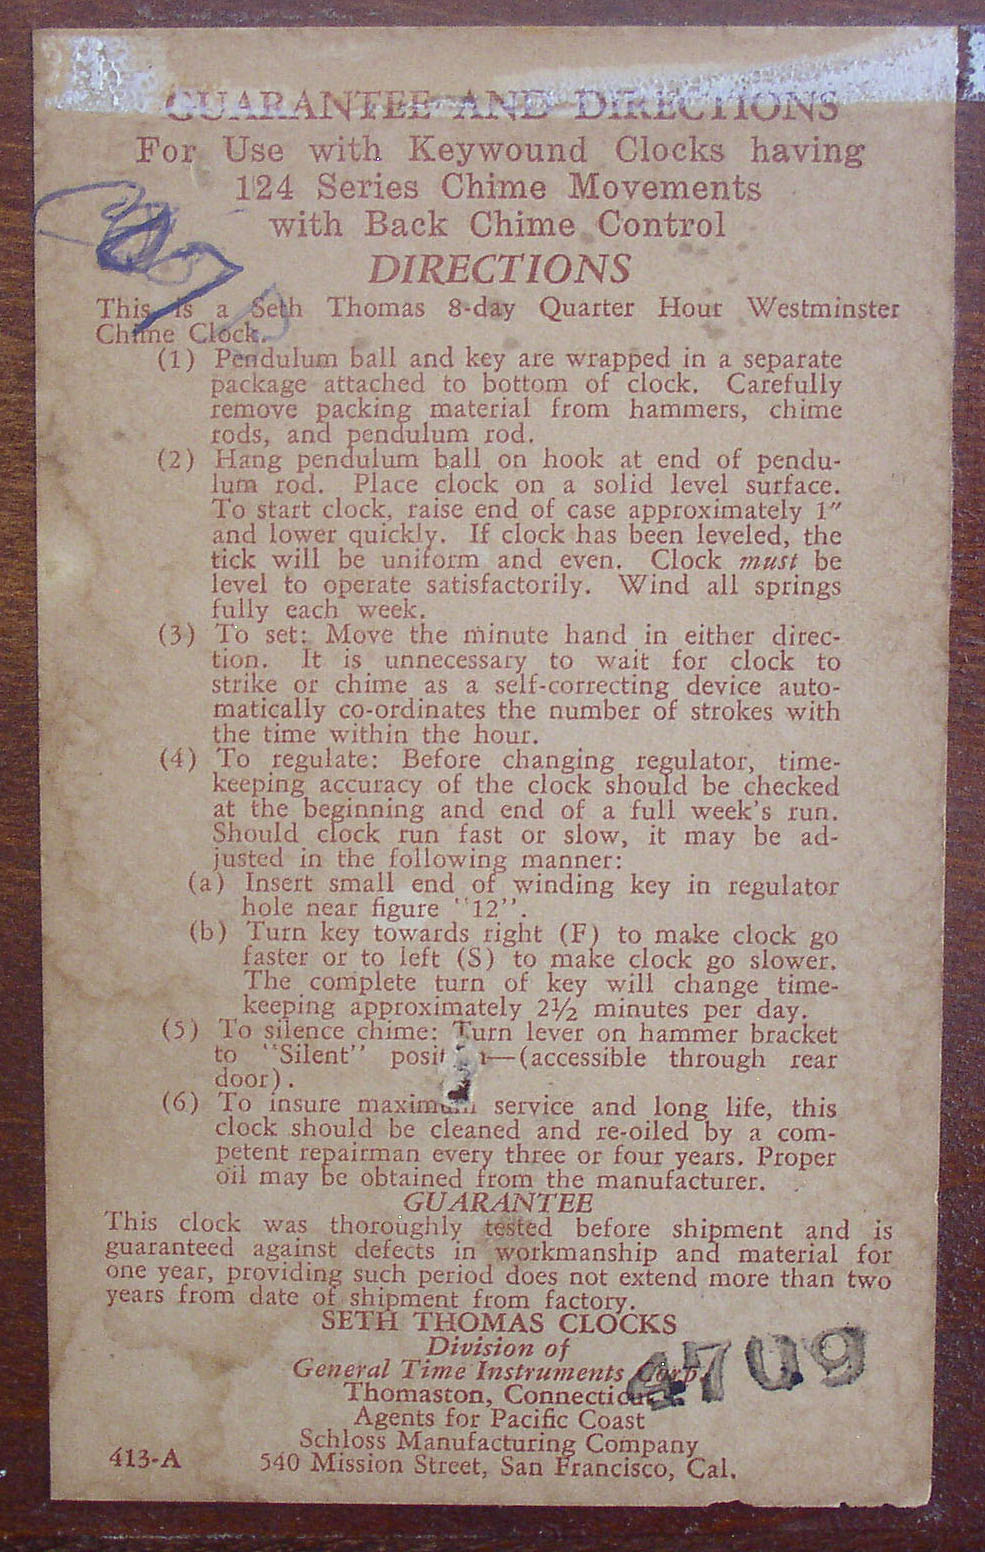 GUARANTEE AND DIRECTIONS
For Use with Keywound Clocks having
124 Series Chime Movements
with Back Chime Control
DIRECTIONS
This is a Seth Thomas 8-day Quarter Hour Westminster
Chime Clock.
(1) Pendulum ball and key are wrapped in a separate
package attached to bottom of clock. Carefully
remove packing material from hammers, chime
rods, and pendulum rod.
(2) Hang pendulum ball on hook at end of pendu-
lum rod. Place clock on a solid level surface.
To start clock, raise end of case approximately 1″
and lower quickly. If clock has been leveled, the
tick will be uniform and even. Clock must be
level to operate satisfactorily. Wind all springs
fully each week.
(3) To set: Move the minute hand in either direc-
tion. It is unnecessary to wait for clock to
strike or chime as a self-correcting device auto-
matically co-ordinates the number of strokes with
the time within the hour.
(4) To regulate: Before changing regulator, time-
keeping accuracy of the clock should be checked
at the beginning and end of a full week's run.
Should clock run fast or slow, it may be ad-
justed in the following manner:
(a) Insert small end of winding key in regulator
hole near figure "12".
(b) Turn key towards right (F) to make clock go
faster or to left (S) to make clock go slower.
The complete turn of key will change time-
keeping approximately 2½ minutes per day.
(5) To silence chime: Turn lever on hammer bracket
to "Silent" position—(accessible through rear
door).
(6) To insure maximum service and long life, this
clock should be cleaned and re-oiled by a com-
petent repairman every three or four years. Proper
oil may be obtained from the manufacturer.
GUARANTEE
This clock was thoroughly tested before shipment and is
guaranteed against defects in workmanship and material for
one year, providing such period does not extend more than two
years from date of shipment from factory.
SETH THOMAS CLOCKS
Division of
General Time Instruments Corp.
4709
Thomaston, Connecticut
Agents for Pacific Coast
Schloss Manufacturing Company
413-A 540 Mission Street, San Francisco, Cal.